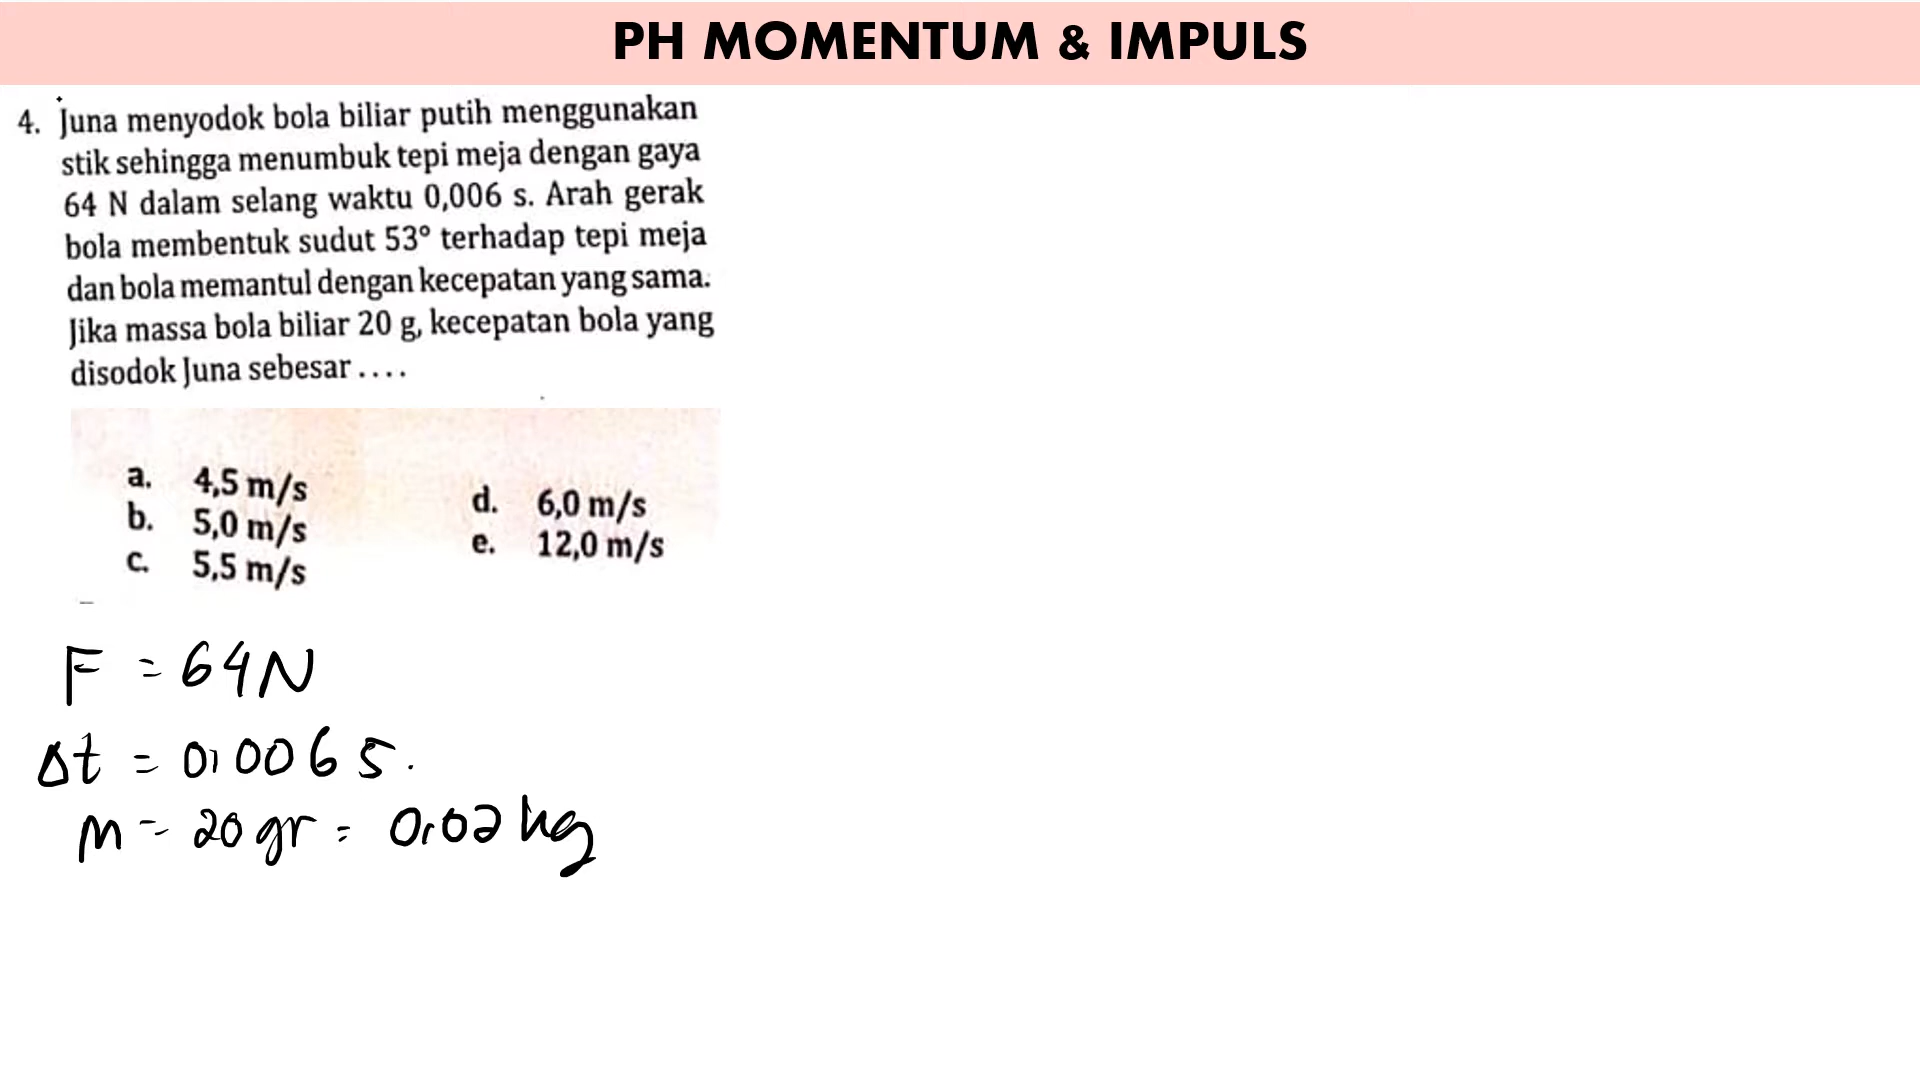 PH MOMENTUM & IMPULS
4. Juna menyodok bola biliar putih menggunakan
stik sehingga menumbuk tepi meja dengan gaya
64 N dalam selang waktu 0,006 s. Arah gerak
bola membentuk sudut 53° terhadap tepi meja
dan bola memantul dengan kecepatan yang sama.
Jika massa bola biliar 20 g, kecepatan bola yang
disodok Juna sebesar . . . .
a. 4,5 m/s
b. 5,0 m/s
c. 5,5 m/s
d. 6,0 m/s
e. 12,0 m/s
F = 64 N
Δt = 0,006 s.
m = 20 gr = 0,02 kg